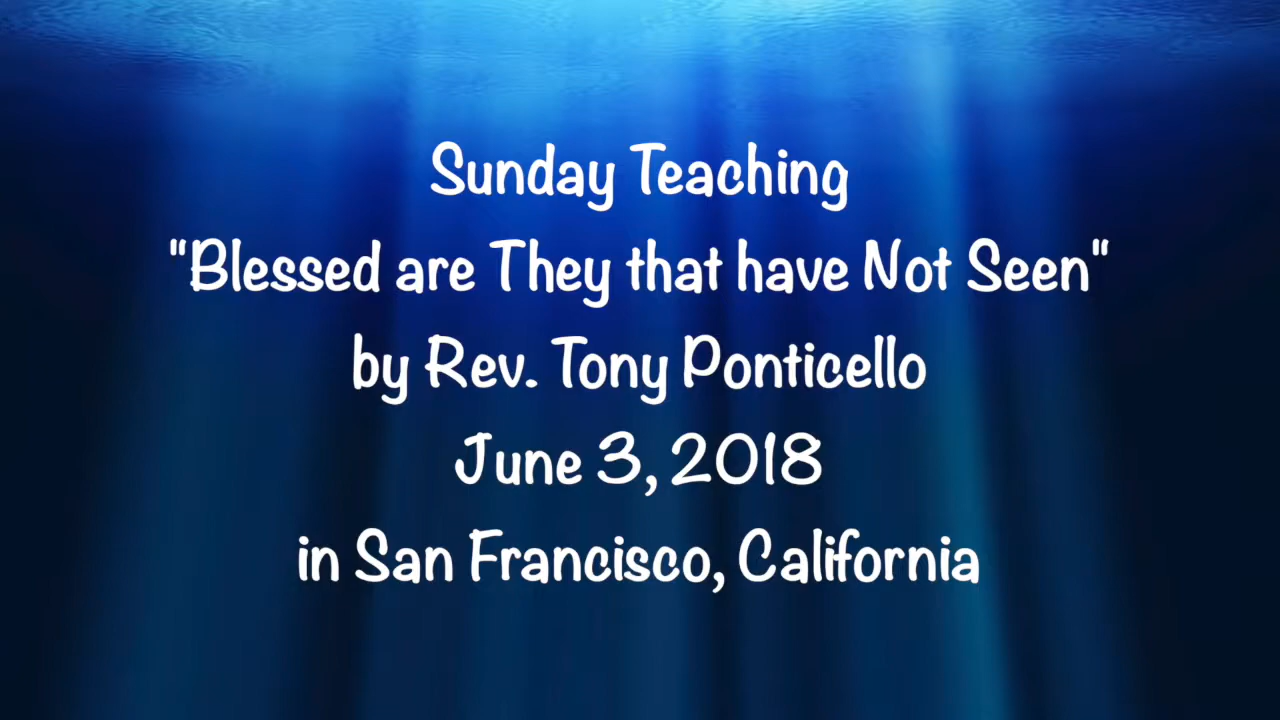 Sunday Teaching
"Blessed are They that have Not Seen"
by Rev. Tony Ponticello
June 3, 2018
in San Francisco, California